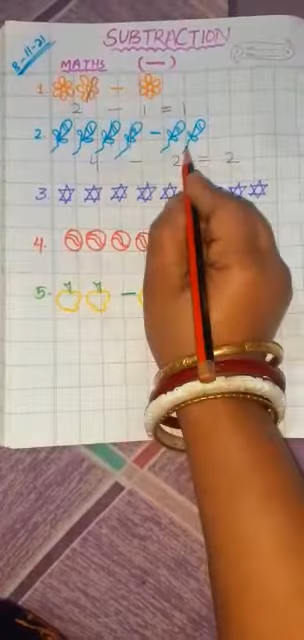 8-11-21
SUBTRACTION
MATHS (—)
1. -
2 - 1 = 1
2. -
4 - 2 = 2
3.
4.
5. -